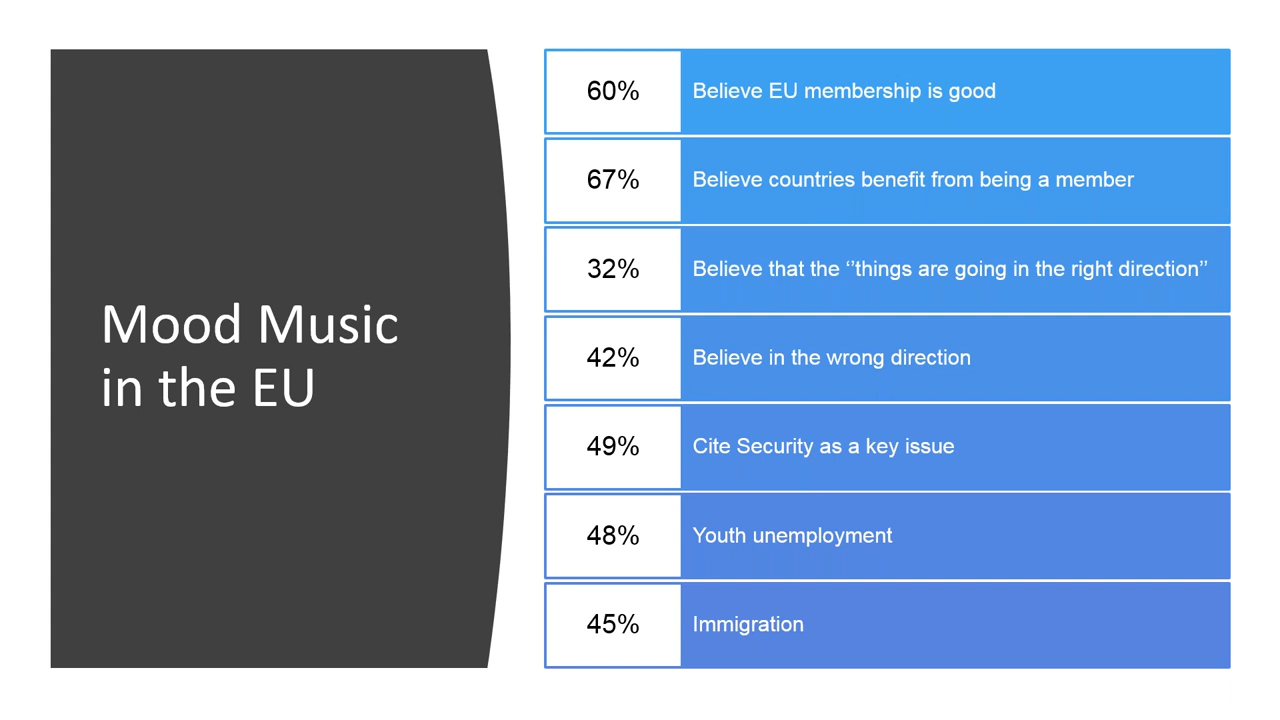 Mood Music
in the EU
60%
Believe EU membership is good
67%
Believe countries benefit from being a member
32%
Believe that the ‘’things are going in the right direction’’
42%
Believe in the wrong direction
49%
Cite Security as a key issue
48%
Youth unemployment
45%
Immigration